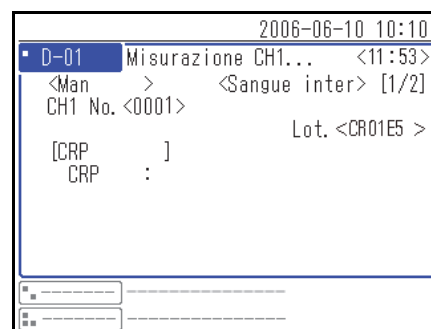 2006-06-10 10:10
D-01 Misurazione CH1... <11:53>
<Man > <Sangue inter> [1/2]
CH1 No.<0001>
Lot.<CR01E5 >
[CRP ]
CRP :
------- ---------------
------- ---------------